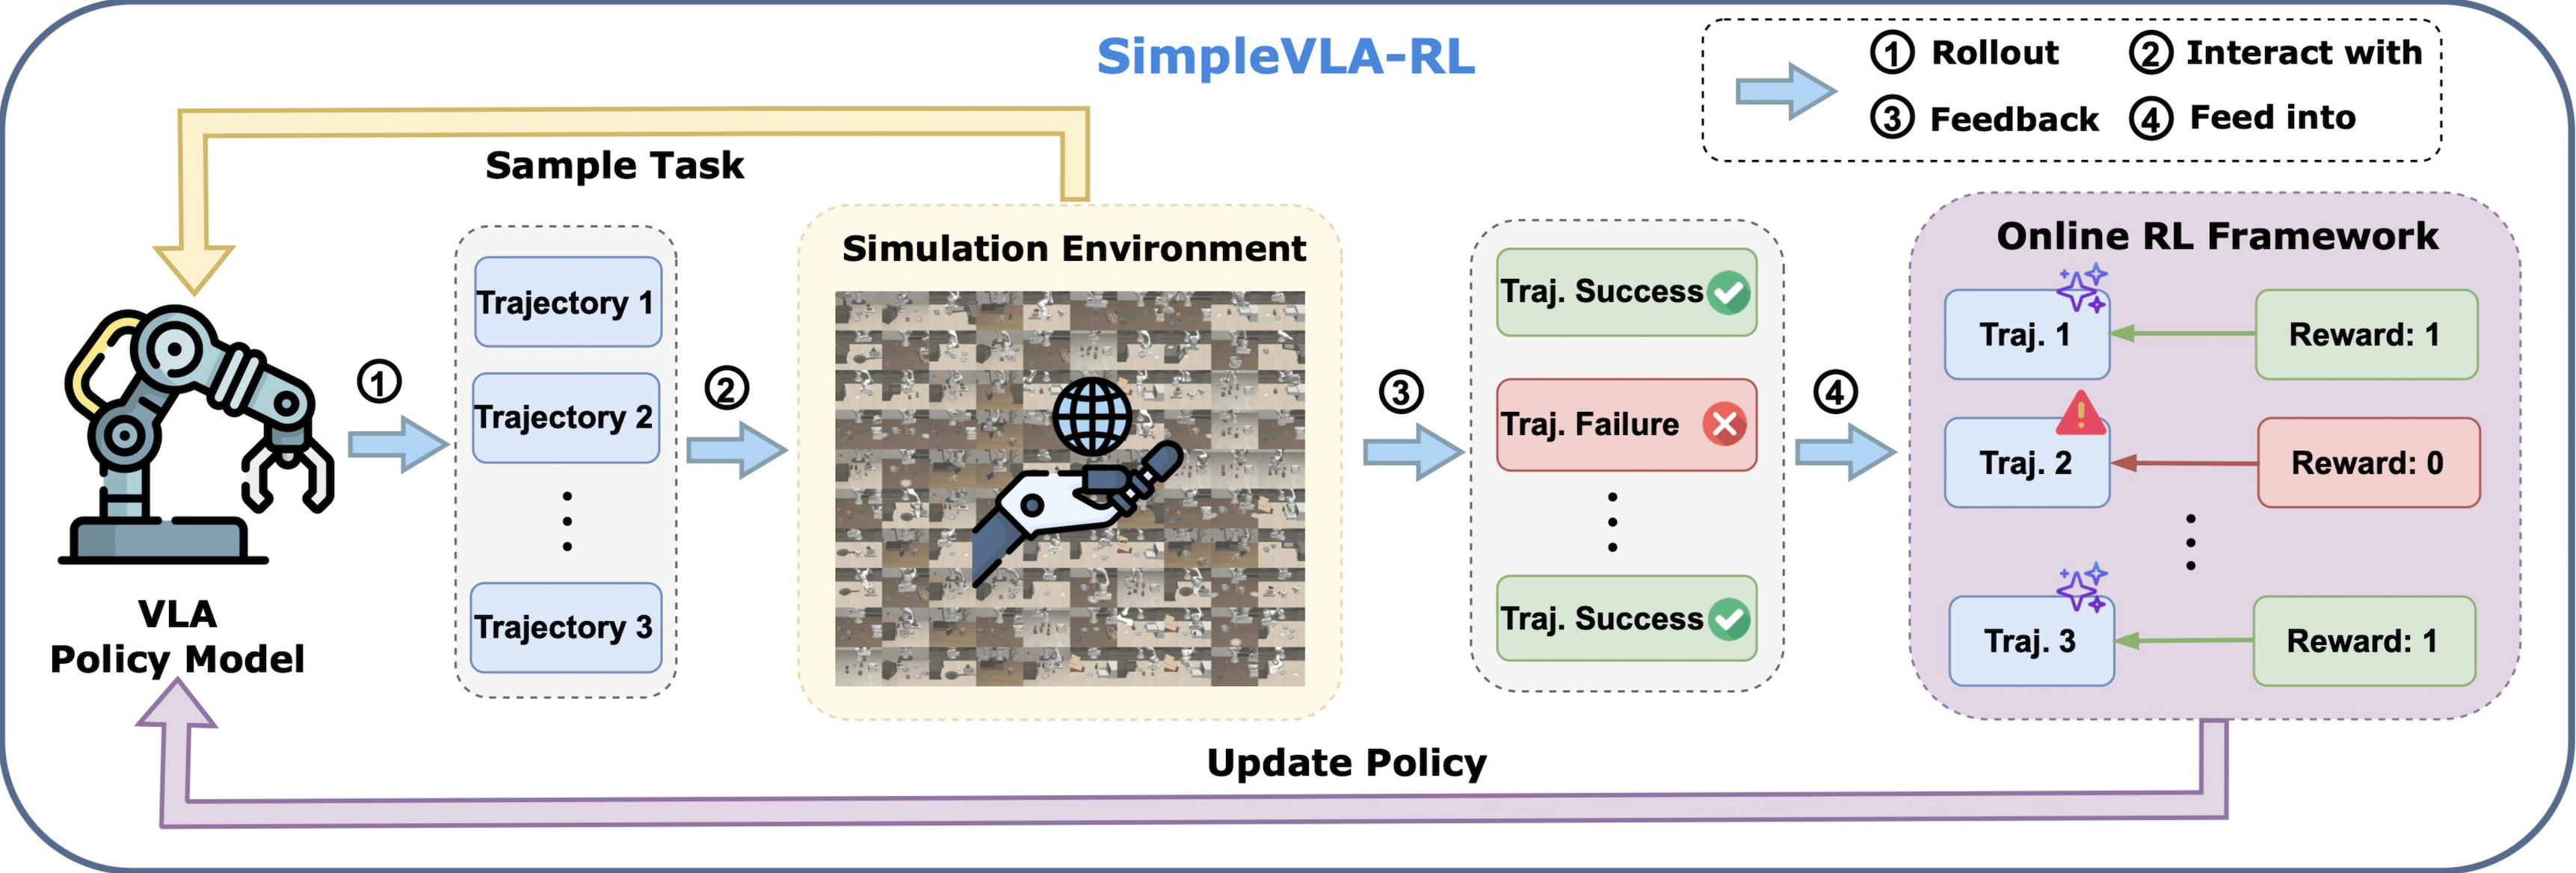 SimpleVLA-RL
① Rollout ② Interact with
③ Feedback ④ Feed into
Sample Task
VLA
Policy Model
①
Trajectory 1
Trajectory 2
Trajectory 3
②
Simulation Environment
③
Traj. Success
Traj. Failure
Traj. Success
④
Online RL Framework
Traj. 1 Reward: 1
Traj. 2 Reward: 0
Traj. 3 Reward: 1
Update Policy